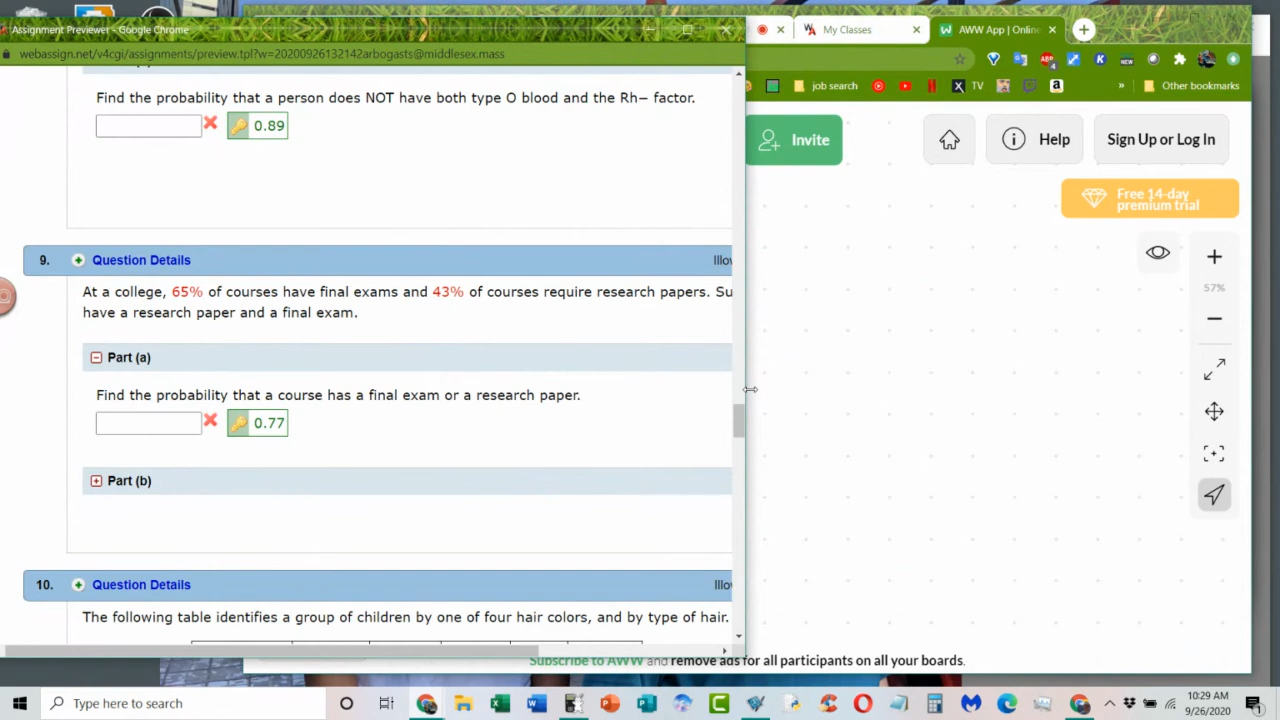 Assignment Previewer - Google Chrome
webassign.net/v4cgi/assignments/preview.tpl?w=20200926132142arbogasts@middlesex.mass
My Classes
AWW App | Online
job search
TV
NEW
Other bookmarks
Find the probability that a person does NOT have both type O blood and the Rh− factor.
0.89
Invite
Help
Sign Up or Log In
Free 14-day
premium trial
57%
9.
Question Details
Illo
At a college, 65% of courses have final exams and 43% of courses require research papers. Su
have a research paper and a final exam.
Part (a)
Find the probability that a course has a final exam or a research paper.
0.77
Part (b)
10.
Question Details
Illo
The following table identifies a group of children by one of four hair colors, and by type of hair.
Subscribe to AWW and remove ads for all participants on all your boards.
Type here to search
10:29 AM
9/26/2020